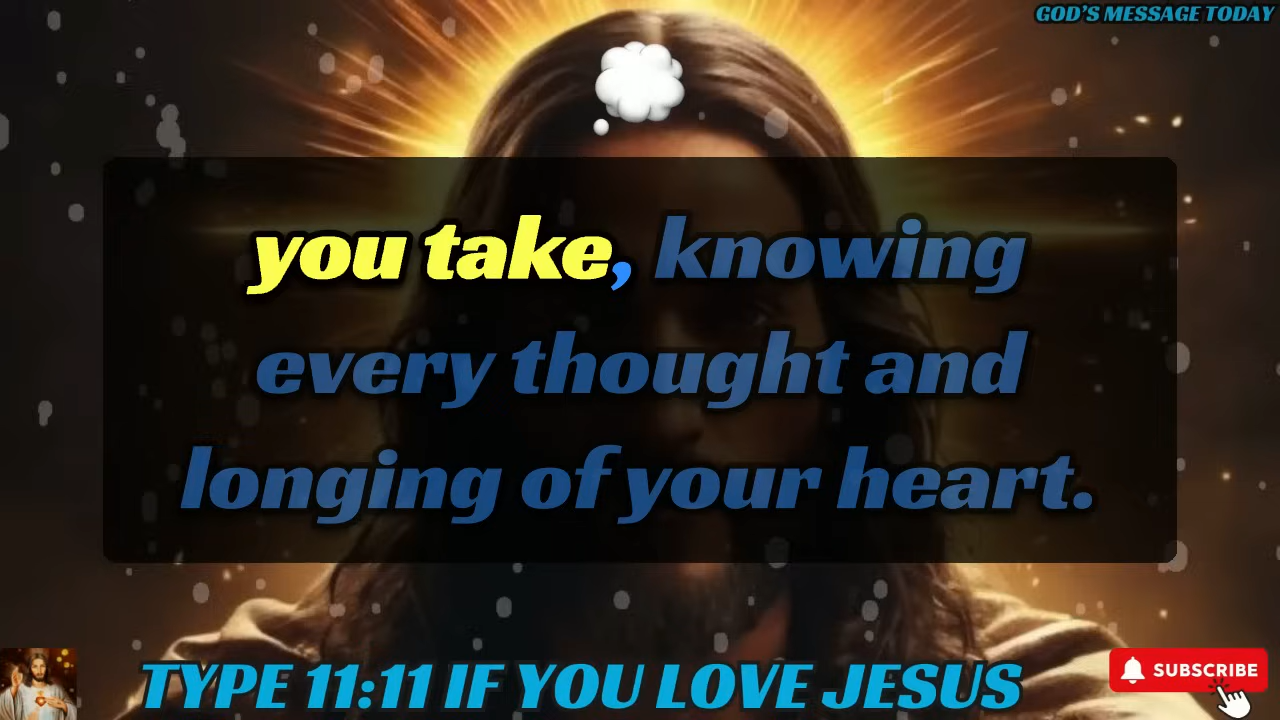 GOD'S MESSAGE TODAY
you take, knowing
every thought and
longing of your heart.
TYPE 11:11 IF YOU LOVE JESUS
SUBSCRIBE